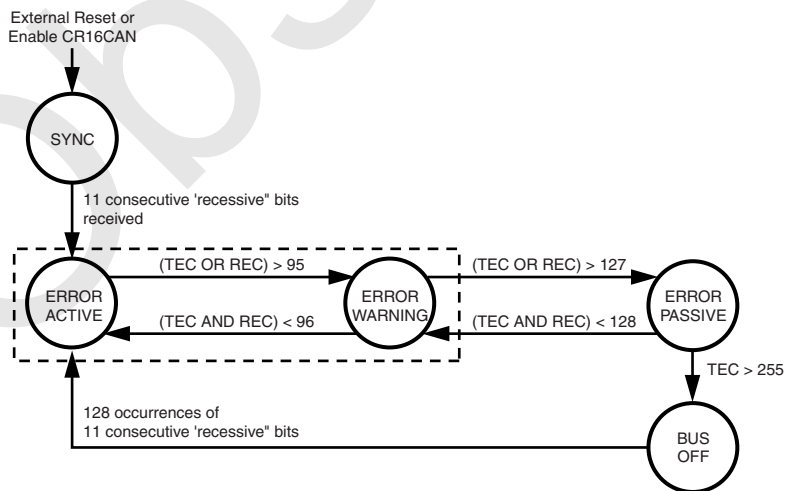 External Reset or
Enable CR16CAN
SYNC
11 consecutive 'recessive" bits
received
(TEC OR REC) > 95
(TEC OR REC) > 127
ERROR
ACTIVE
ERROR
WARNING
ERROR
PASSIVE
(TEC AND REC) < 96
(TEC AND REC) < 128
TEC > 255
128 occurrences of
11 consecutive 'recessive" bits
BUS
OFF